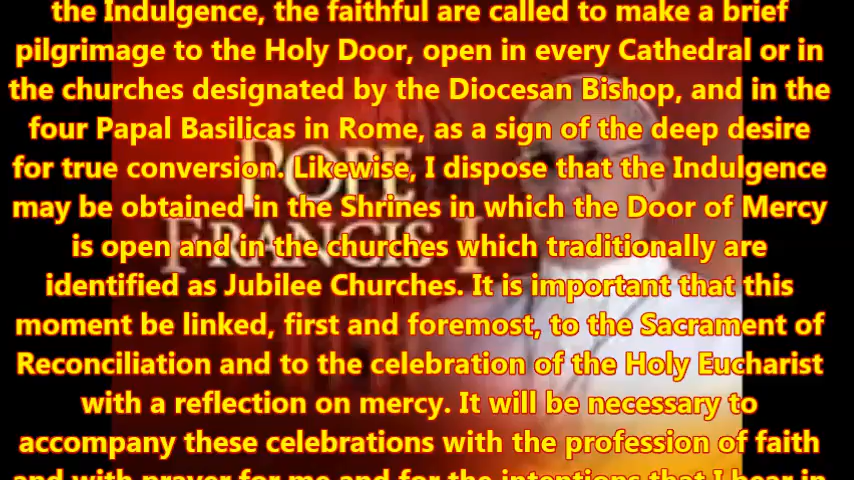 the Indulgence, the faithful are called to make a brief
pilgrimage to the Holy Door, open in every Cathedral or in
the churches designated by the Diocesan Bishop, and in the
four Papal Basilicas in Rome, as a sign of the deep desire
for true conversion. Likewise, I dispose that the Indulgence
may be obtained in the Shrines in which the Door of Mercy
is open and in the churches which traditionally are
identified as Jubilee Churches. It is important that this
moment be linked, first and foremost, to the Sacrament of
Reconciliation and to the celebration of the Holy Eucharist
with a reflection on mercy. It will be necessary to
accompany these celebrations with the profession of faith
and with prayer for me and for the intentions that I bear in
POPE
FRANCIS I